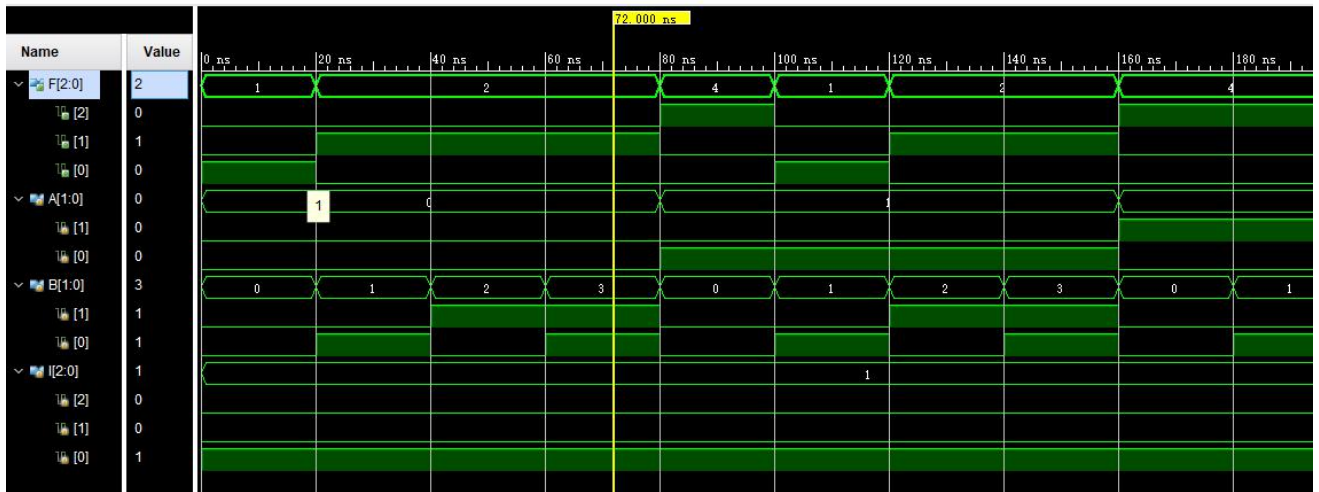 72.000 ns
Name Value 0 ns 20 ns 40 ns 60 ns 80 ns 100 ns 120 ns 140 ns 160 ns 180 ns
F[2:0] 2 1 2 4 1 2 4
[2] 0
[1] 1
[0] 0
A[1:0] 0 1 0 1
[1] 0
[0] 0
B[1:0] 3 0 1 2 3 0 1 2 3 0 1
[1] 1
[0] 1
I[2:0] 1 1
[2] 0
[1] 0
[0] 1